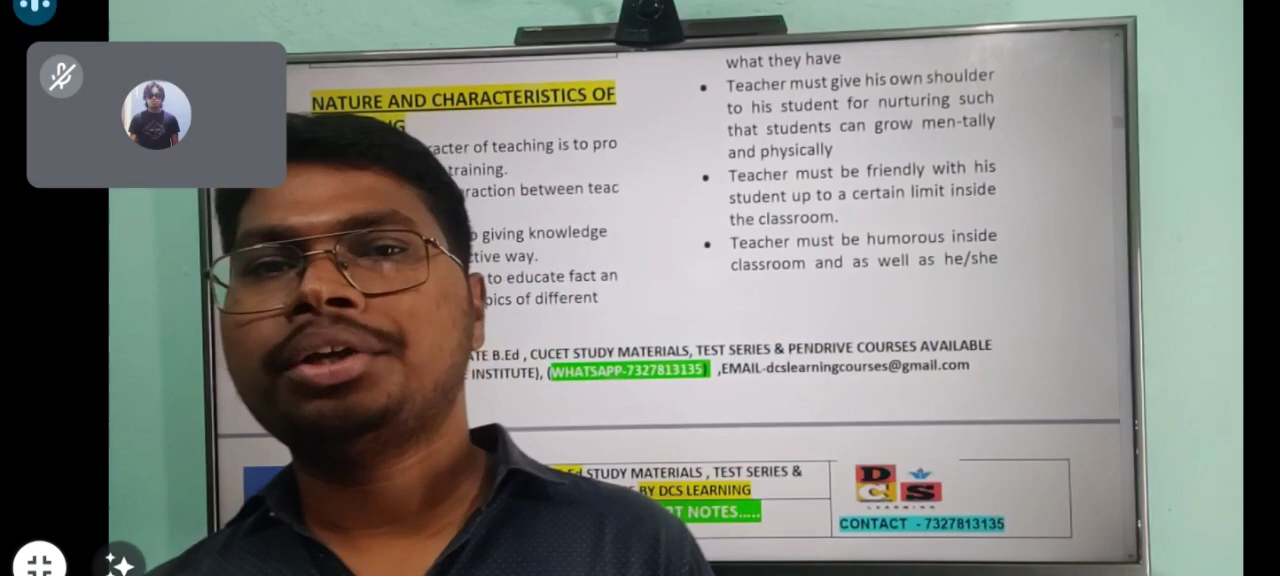 NATURE AND CHARACTERISTICS OF
acter of teaching is to pro
training.
raction between teac
giving knowledge
ctive way.
to educate fact an
pics of different
what they have
Teacher must give his own shoulder
to his student for nurturing such
that students can grow men-tally
and physically
Teacher must be friendly with his
student up to a certain limit inside
the classroom.
Teacher must be humorous inside
classroom and as well as he/she
ATE B.Ed , CUCET STUDY MATERIALS, TEST SERIES & PENDRIVE COURSES AVAILABLE
INSTITUTE), (WHATSAPP-7327813135) ,EMAIL-dcslearningcourses@gmail.com
Ed STUDY MATERIALS , TEST SERIES &
BY DCS LEARNING
RT NOTES.....
DCS
LEARNING
CONTACT - 7327813135